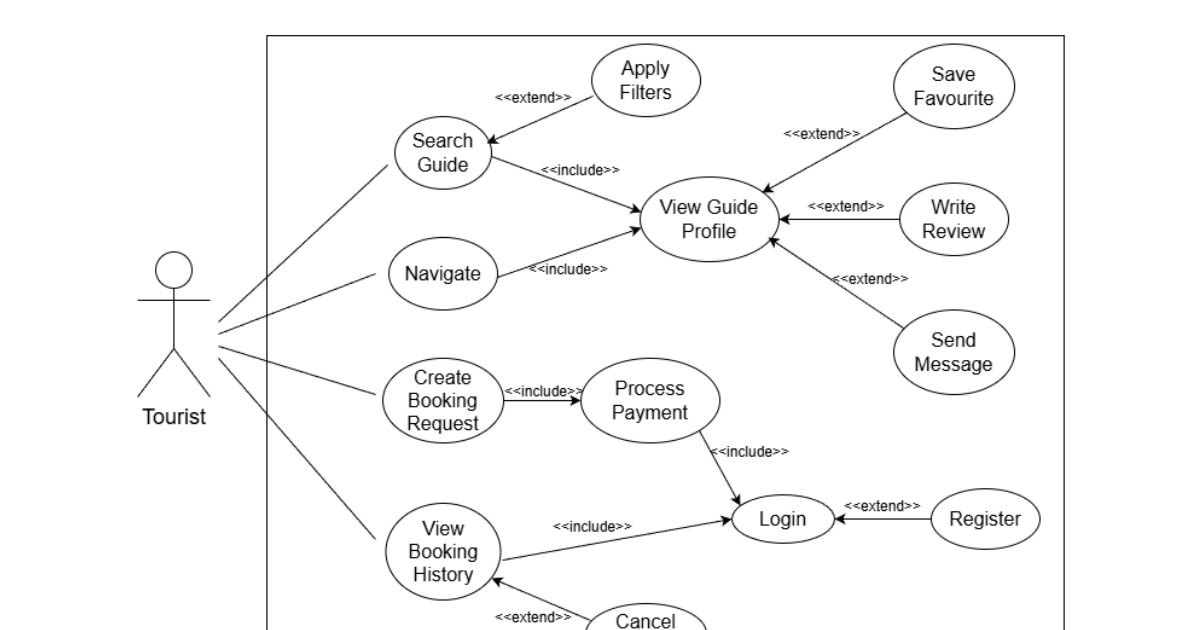 Apply
Filters
Save
Favourite
<<extend>>
<<extend>>
Search
Guide
<<include>>
View Guide
Profile
<<extend>>
Write
Review
Navigate
<<include>>
<<extend>>
Send
Message
Tourist
Create
Booking
Request
<<include>>
Process
Payment
<<include>>
View
Booking
History
<<include>>
Login
<<extend>>
Register
<<extend>>
Cancel